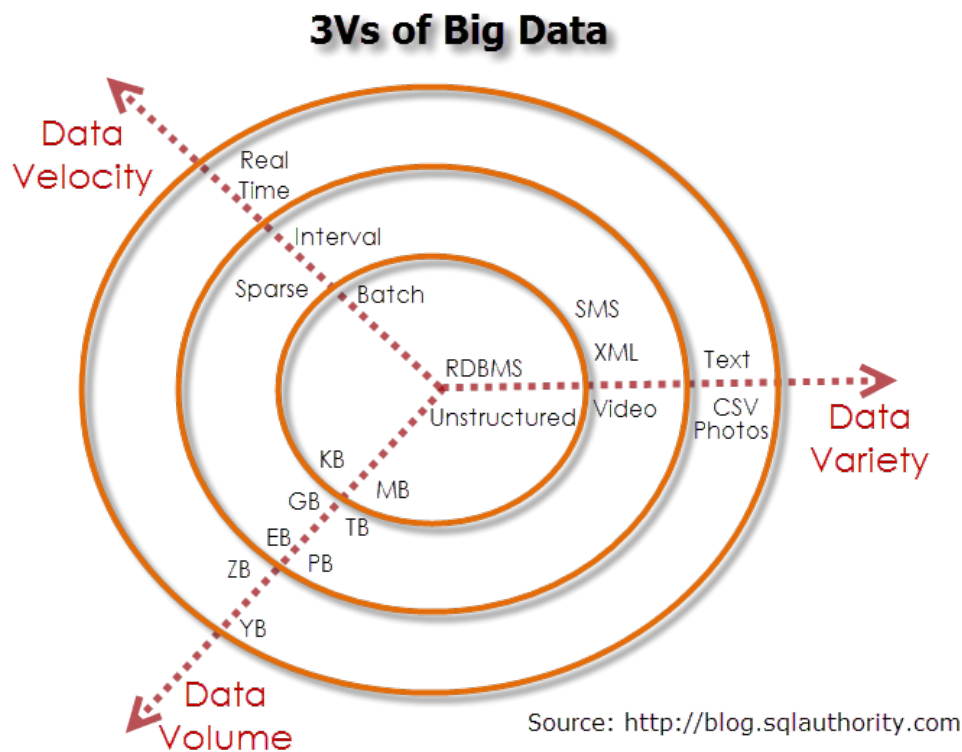 3Vs of Big Data
Data
Velocity
Real
Time
Interval
Sparse
Batch
SMS
XML
RDBMS
Text
Unstructured
Video
CSV
Photos
Data
Variety
KB
MB
GB
TB
EB
PB
ZB
YB
Data
Volume
Source: http://blog.sqlauthority.com